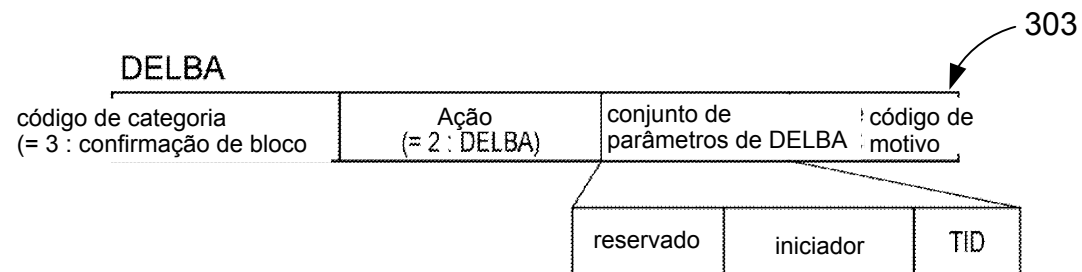 303
DELBA
código de categoria
(= 3 : confirmação de bloco
Ação
(= 2 : DELBA)
conjunto de
parâmetros de DELBA
código de
motivo
reservado
iniciador
TID